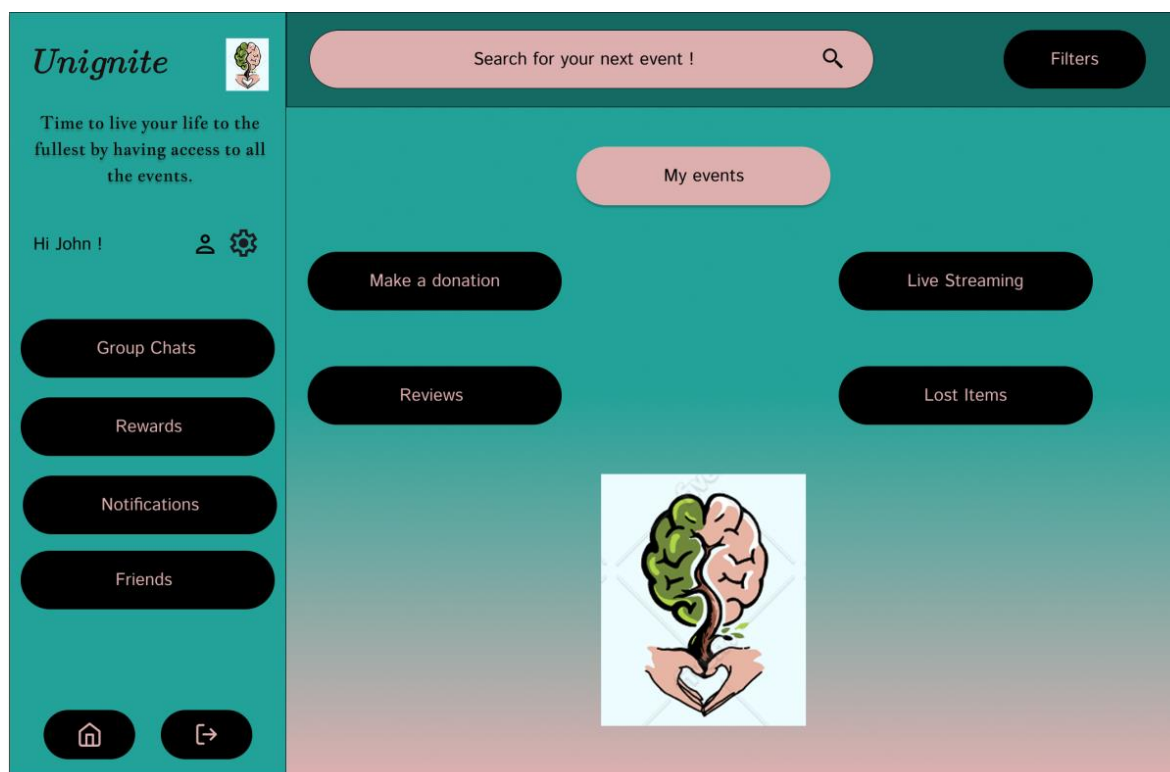 Unignite
Time to live your life to the
fullest by having access to all
the events.
Hi John !
Group Chats
Rewards
Notifications
Friends
Search for your next event !
Filters
My events
Make a donation
Live Streaming
Reviews
Lost Items